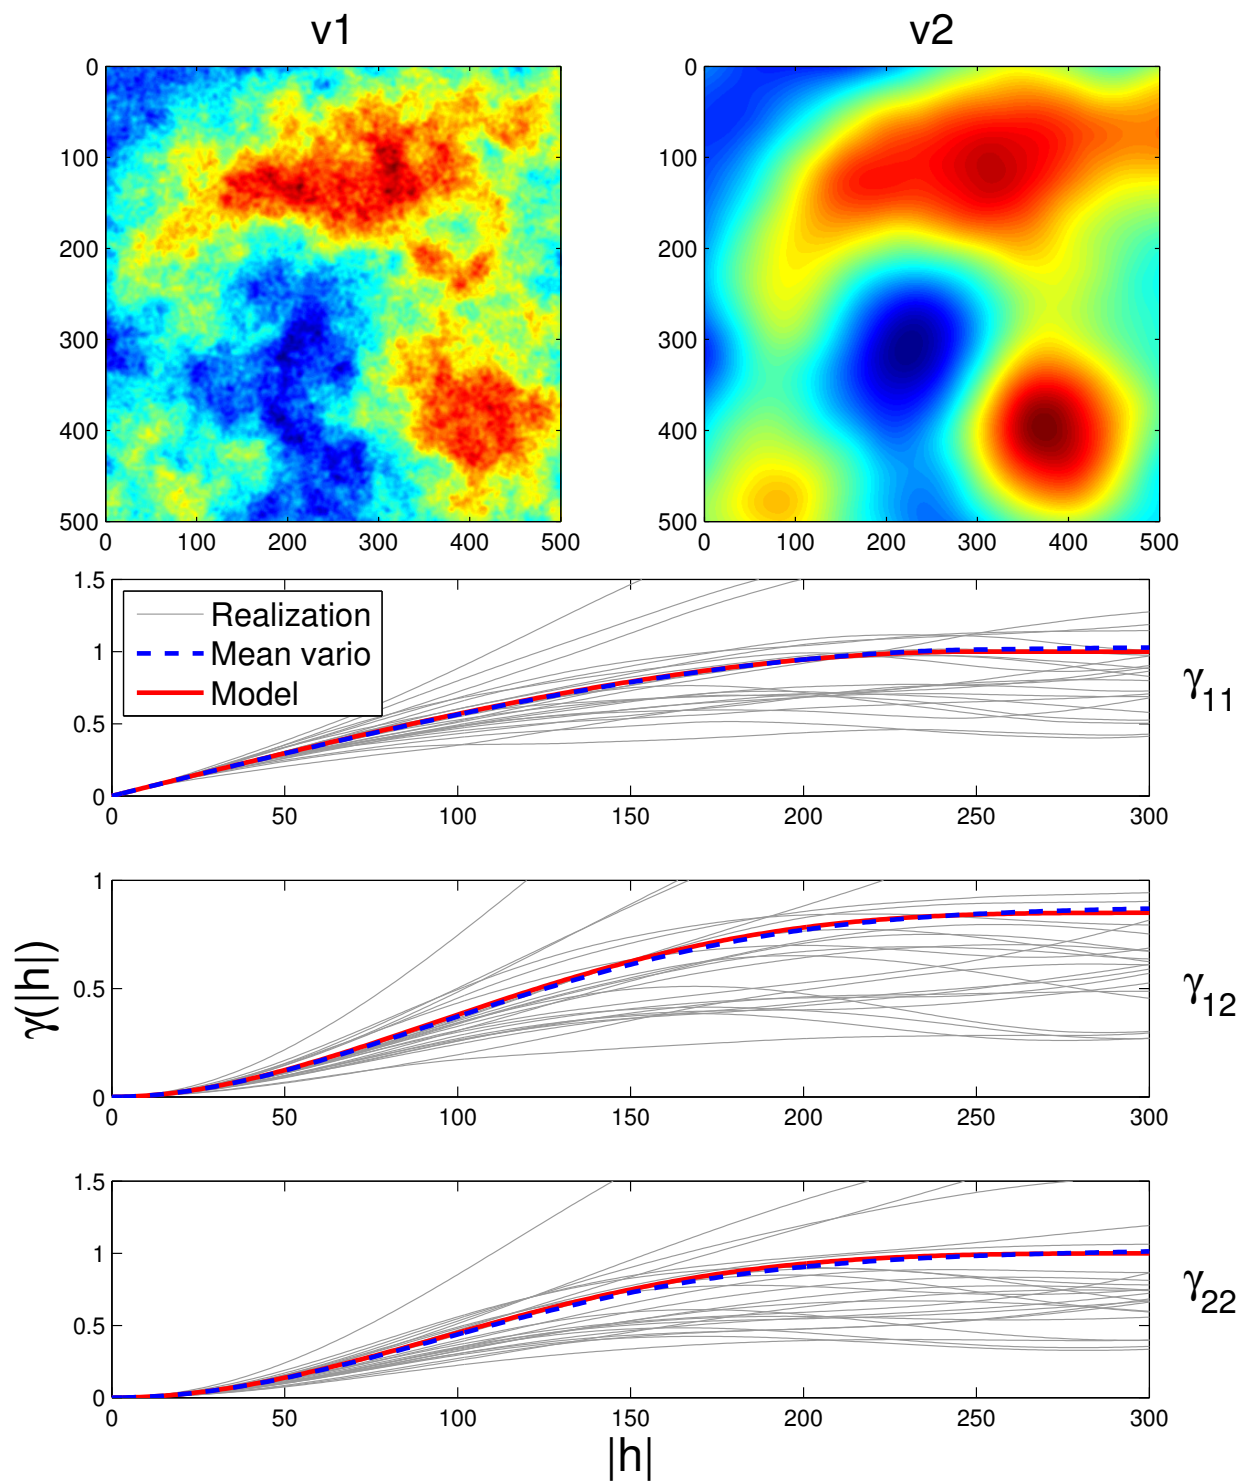 v1 v2
0 0
100 100
200 200
300 300
400 400
500 500
0 100 200 300 400 500 0 100 200 300 400 500
1.5
Realization
1 Mean vario
Model
0.5
0
γ11
0 50 100 150 200 250 300
1
0.5
0
γ12
0 50 100 150 200 250 300
γ(|h|)
1.5
1
0.5
0
γ22
0 50 100 150 200 250 300
|h|